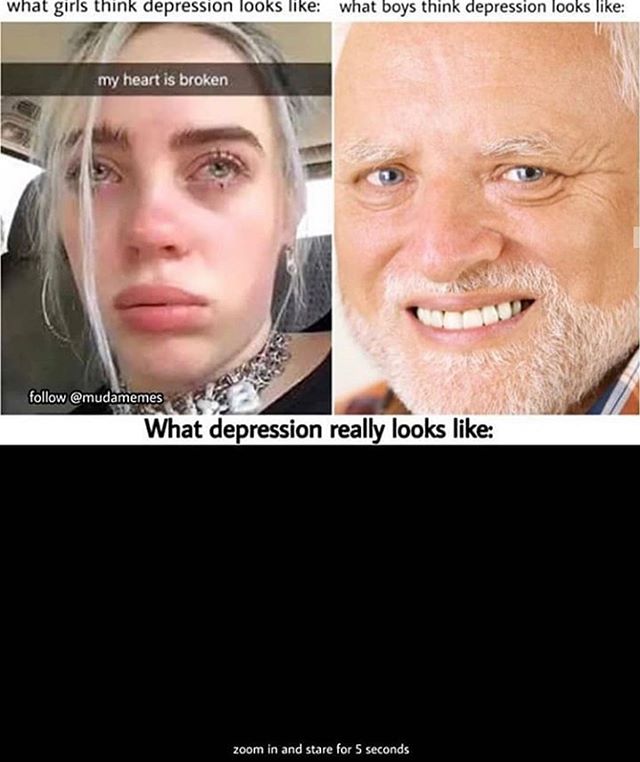 what girls think depression looks like:
what boys think depression looks like:
my heart is broken
follow @mudamemes
What depression really looks like:
zoom in and stare for 5 seconds